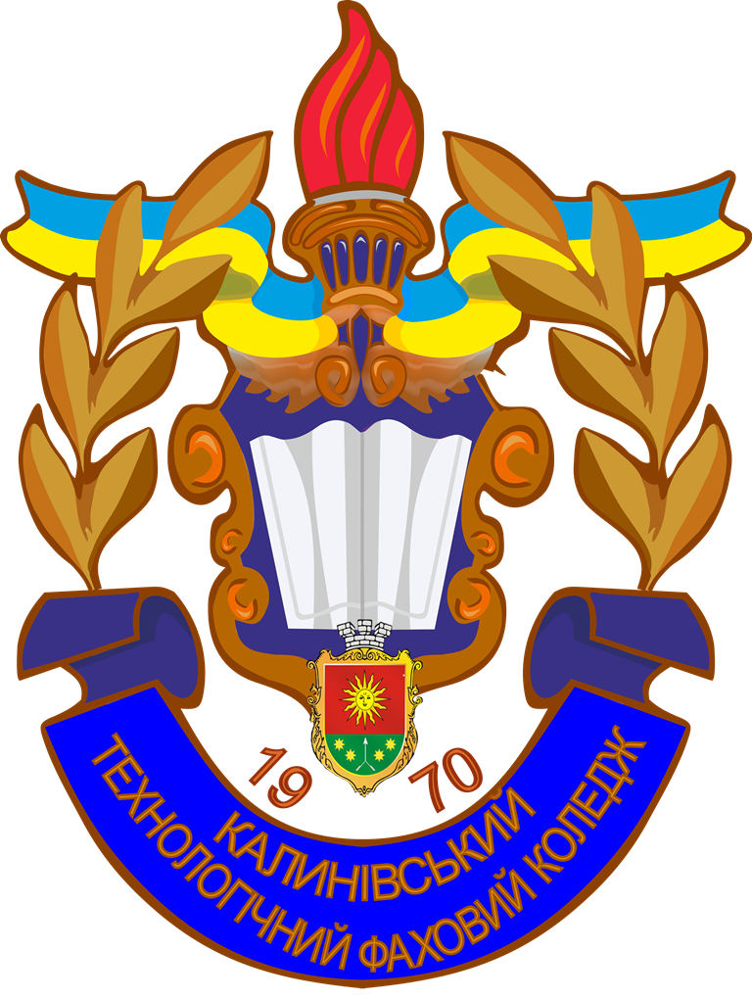 19 70
КАЛИНІВСЬКИЙ
ТЕХНОЛОГІЧНИЙ ФАХОВИЙ КОЛЕДЖ